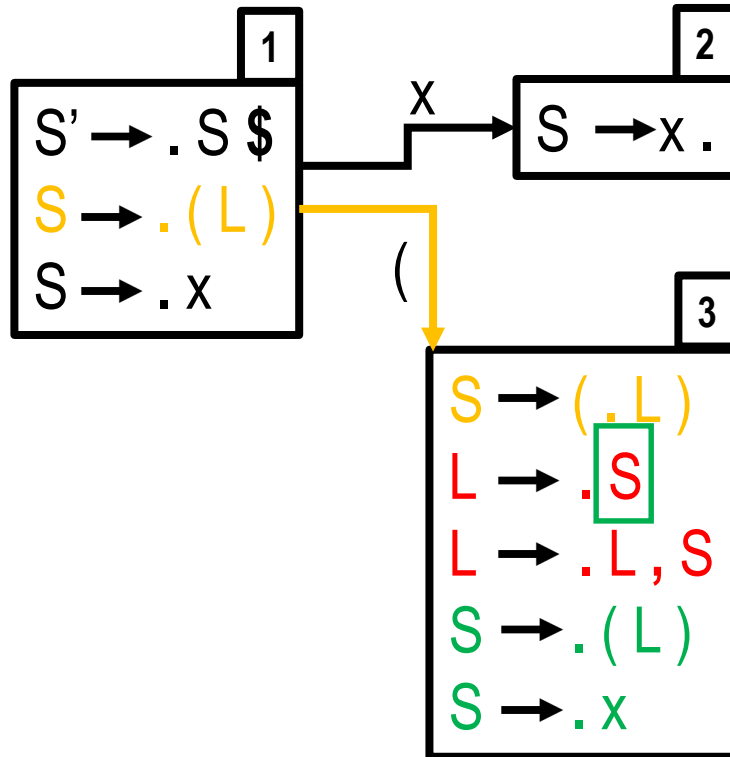 1
S’ → . S $
S → . ( L )
S → . x
x
2
S → x .
(
3
S → ( . L )
L → . S
L → . L , S
S → . ( L )
S → . x